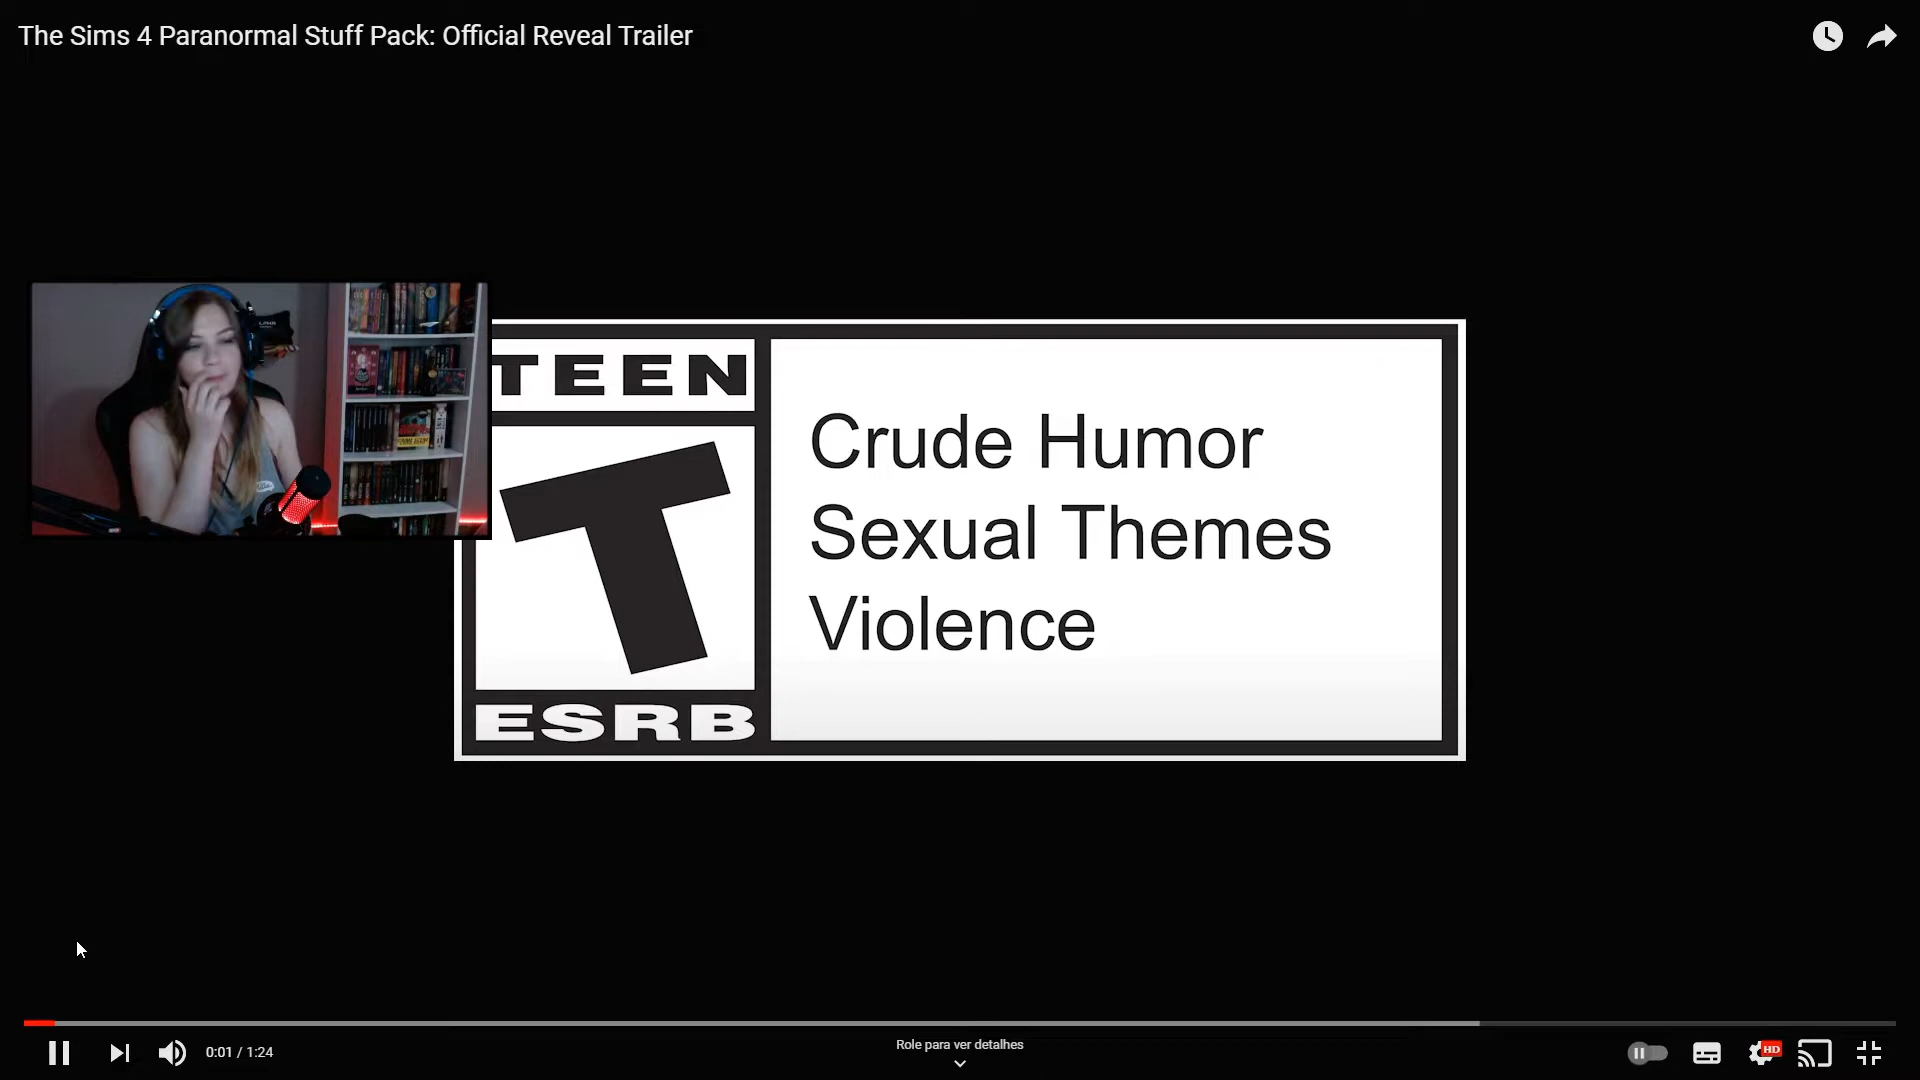 The Sims 4 Paranormal Stuff Pack: Official Reveal Trailer
TEEN
T
ESRB
Crude Humor
Sexual Themes
Violence
0:01 / 1:24
Role para ver detalhes
HD